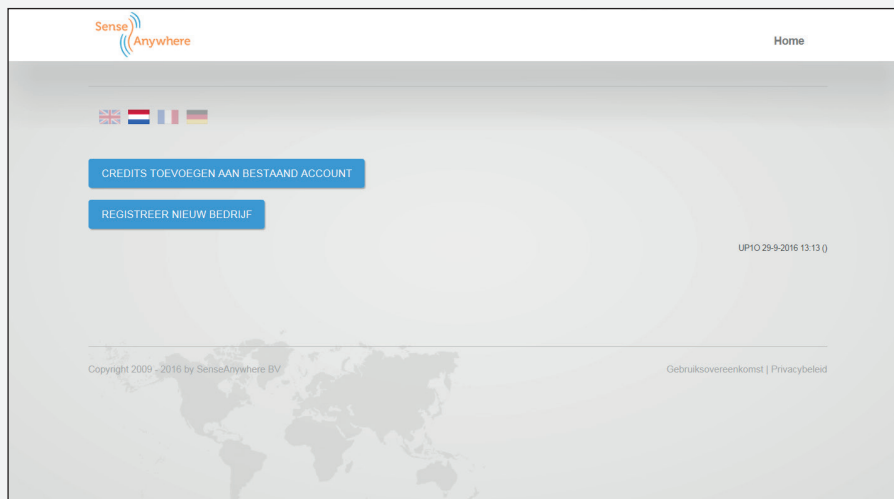 Sense
Anywhere
Home
CREDITS TOEVOEGEN AAN BESTAAND ACCOUNT
REGISTREER NIEUW BEDRIJF
UP1O 29-9-2016 13:13 ()
Copyright 2009 - 2016 by SenseAnywhere BV
Gebruiksovereenkomst | Privacybeleid